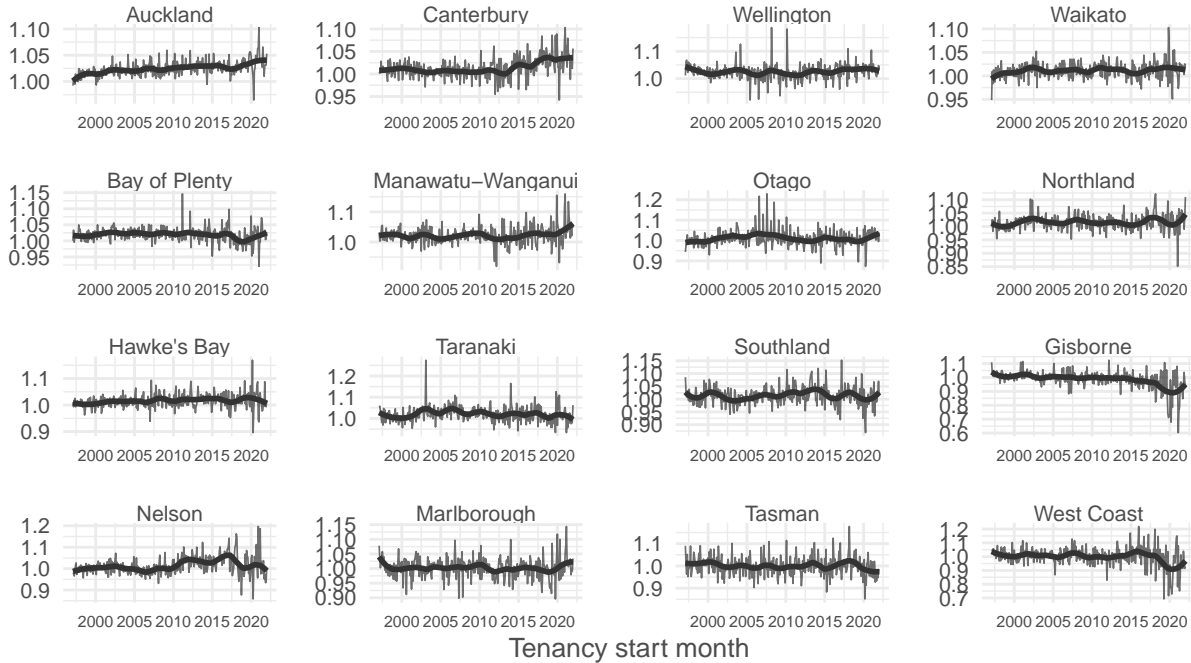 Auckland Canterbury Wellington Waikato
1.10 1.05 1.00
1.10 1.05 1.00 0.95
1.1 1.0
1.10 1.05 1.00 0.95
2000 2005 2010 2015 2020 2000 2005 2010 2015 2020 2000 2005 2010 2015 2020 2000 2005 2010 2015 2020
Bay of Plenty Manawatu−Wanganui Otago Northland
1.15 1.10 1.05 1.00 0.95
1.1 1.0
1.2 1.1 1.0 0.9
1.10 1.05 1.00 0.95 0.90 0.85
2000 2005 2010 2015 2020 2000 2005 2010 2015 2020 2000 2005 2010 2015 2020 2000 2005 2010 2015 2020
Hawke's Bay Taranaki Southland Gisborne
1.1 1.0 0.9
1.2 1.1 1.0
1.15 1.10 1.05 1.00 0.95 0.90
1.1 1.0 0.9 0.8 0.7 0.6
2000 2005 2010 2015 2020 2000 2005 2010 2015 2020 2000 2005 2010 2015 2020 2000 2005 2010 2015 2020
Nelson Marlborough Tasman West Coast
1.2 1.1 1.0 0.9
1.15 1.10 1.05 1.00 0.95 0.90
1.1 1.0 0.9
1.2 1.1 1.0 0.9 0.8 0.7
2000 2005 2010 2015 2020 2000 2005 2010 2015 2020 2000 2005 2010 2015 2020 2000 2005 2010 2015 2020
Tenancy start month